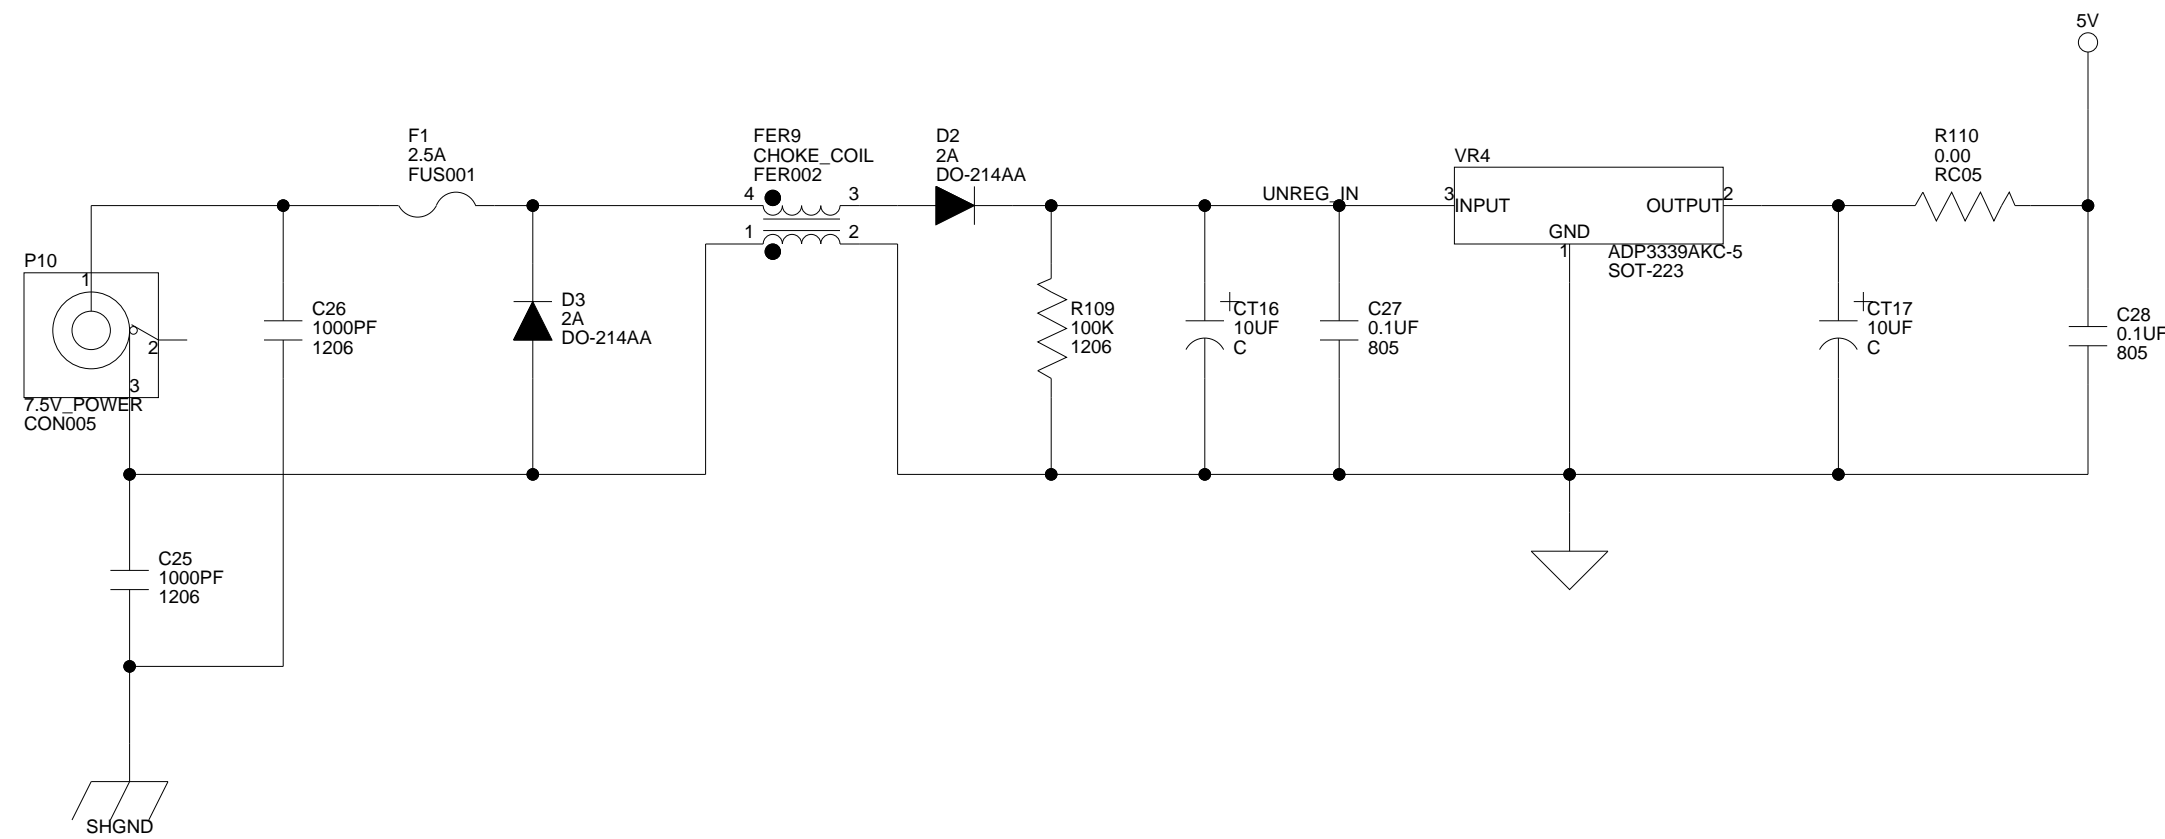 5V
F1
2.5A
FUS001
FER9
CHOKE_COIL
FER002
D2
2A
DO-214AA
R110
0.00
RC05
VR4
4
3
UNREG_IN
3
INPUT
OUTPUT
2
1
2
GND
1
ADP3339AKC-5
SOT-223
P10
1
2
3
7.5V_POWER
CON005
C26
1000PF
1206
D3
2A
DO-214AA
R109
100K
1206
+
CT16
10UF
C
C27
0.1UF
805
+
CT17
10UF
C
C28
0.1UF
805
C25
1000PF
1206
SHGND